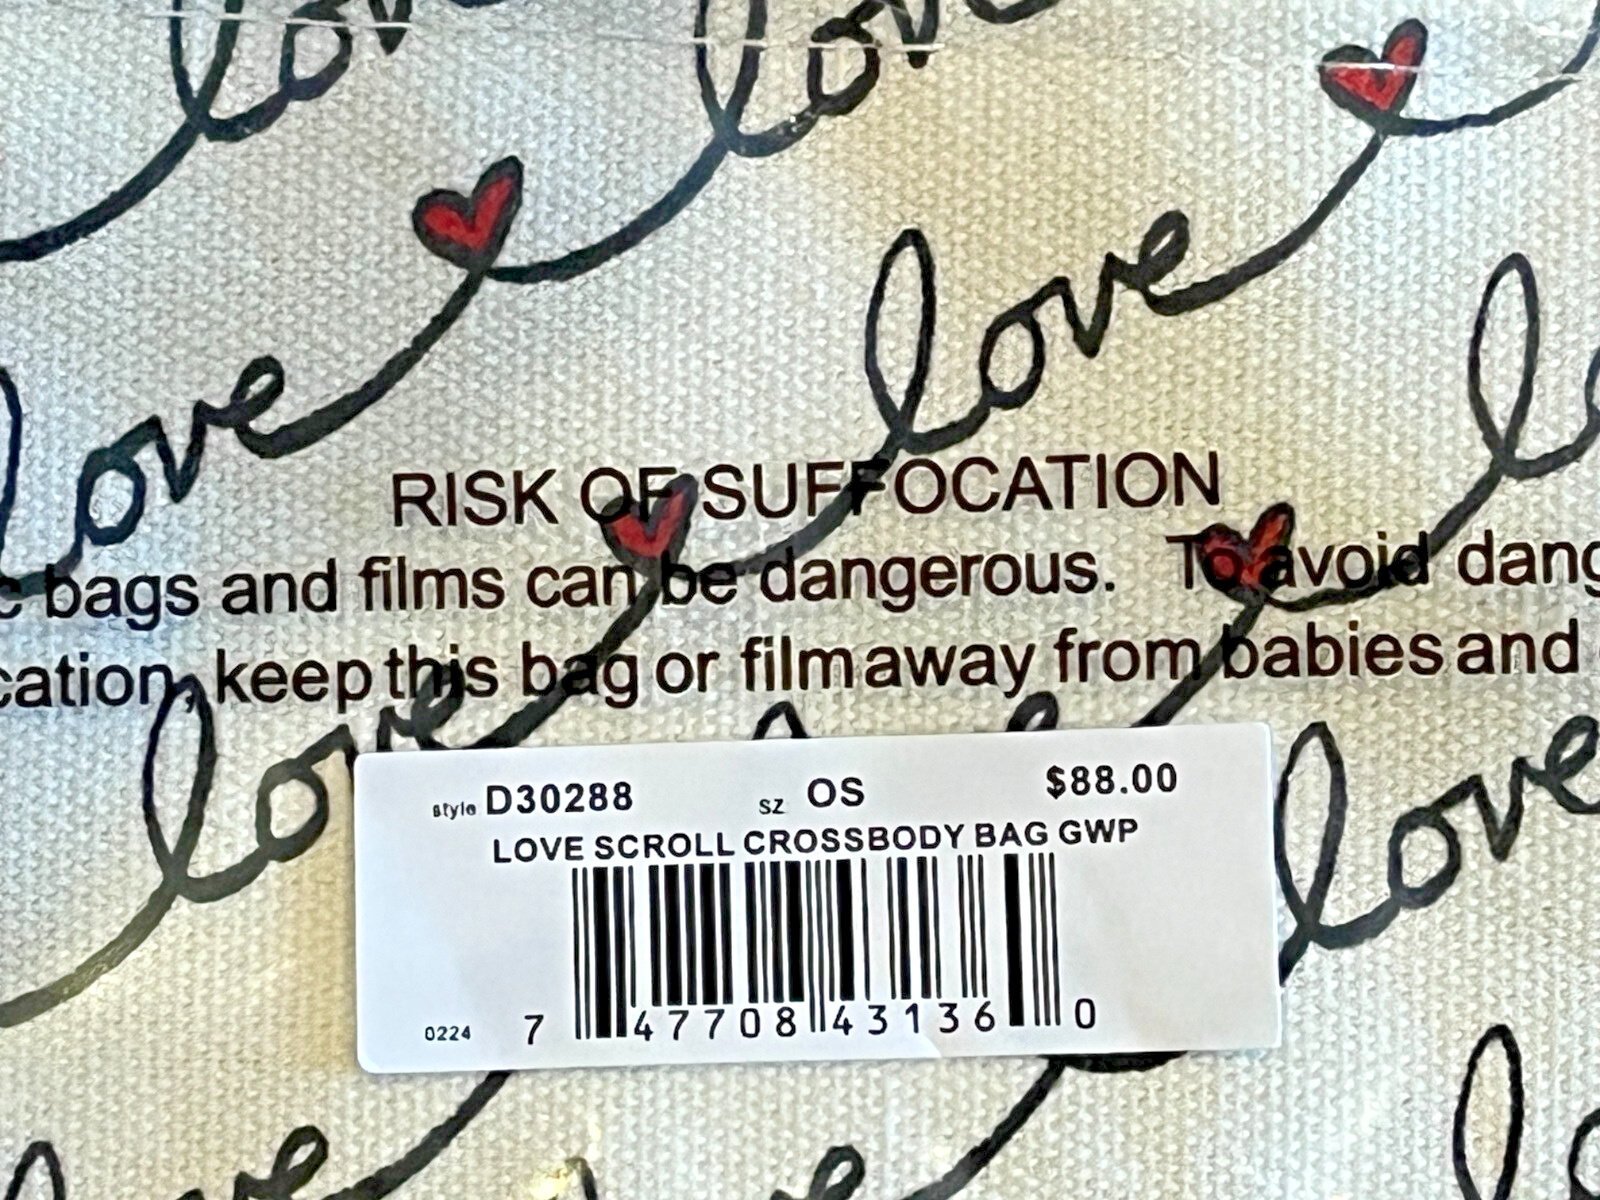 love love
love love
RISK OF SUFFOCATION
bags and films can be dangerous. To avoid
keep this bag or film away from babies and
love love love
Style D30288 SZ OS $88.00
LOVE SCROLL CROSSBODY BAG GWP
0224 7 47708 43136 0